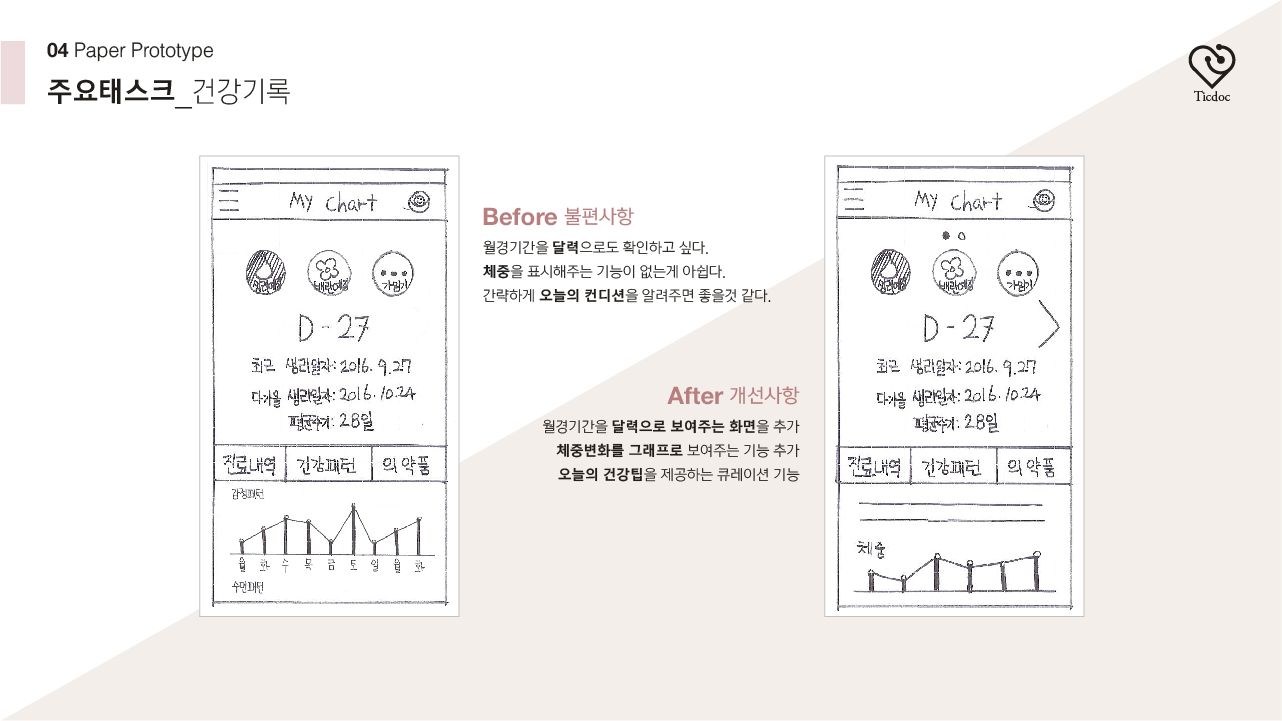 04 Paper Prototype
주요태스크_건강기록
Ticdoc
My Chart
생리예정
배란예정
가임기
D - 27
최근 생리일자: 2016. 9. 27
다가올 생리일자: 2016. 10. 24
평균주기: 28일
진료내역 건강패턴 의약품
감정패턴
월 화 수 목 금 토 일 월 화
수면패턴
Before 불편사항
월경기간을 달력으로도 확인하고 싶다.
체중을 표시해주는 기능이 없는게 아쉽다.
간략하게 오늘의 컨디션을 알려주면 좋을것 같다.
After 개선사항
월경기간을 달력으로 보여주는 화면을 추가
체중변화를 그래프로 보여주는 기능 추가
오늘의 건강팁을 제공하는 큐레이션 기능
My Chart
생리예정
배란예정
가임기
D - 27
최근 생리일자: 2016. 9. 27
다가올 생리일자: 2016. 10. 24
평균주기: 28일
진료내역 건강패턴 의약품
체중